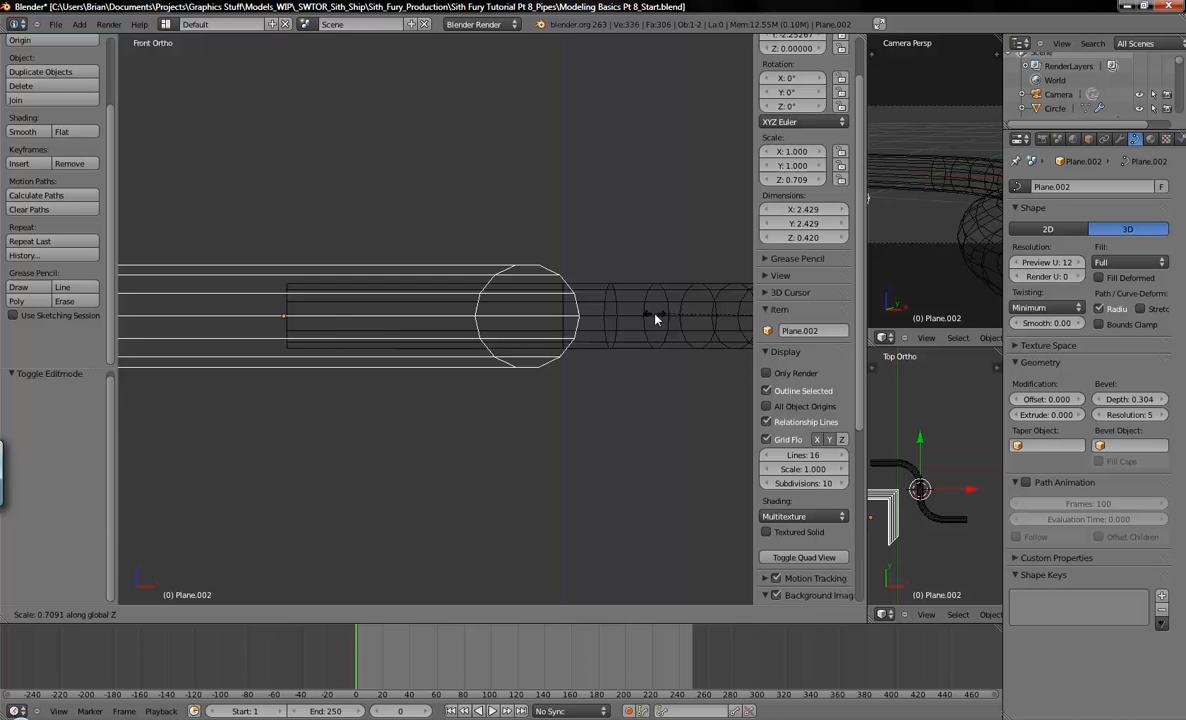 Blender* [C:\Users\Brian\Documents\Projects\Graphics Stuff\Models_WIP\_SWTOR_Sith_Ship\Sith_Fury_Production\Sith Fury Tutorial Pt 8_Pipes\Modeling Basics Pt 8_Start.blend]
File Add Render Help Default Scene Blender Render blender.org 263 | Ve:336 | Fa:306 | Ob:1-2 | La:0 | Mem:12.55M (0.10M) | Plane.002
Origin
Object:
Duplicate Objects
Delete
Join
Shading:
Smooth Flat
Keyframes:
Insert Remove
Motion Paths:
Calculate Paths
Clear Paths
Repeat:
Repeat Last
History...
Grease Pencil:
Draw Line
Poly Erase
Use Sketching Session
Toggle Editmode
Front Ortho
(0) Plane.002
Scale: 0.7091 along global Z
Y: -2.25267
Z: 0.00000
Rotation:
X: 0°
Y: 0°
Z: 0°
XYZ Euler
Scale:
X: 1.000
Y: 1.000
Z: 0.709
Dimensions:
X: 2.429
Y: 2.429
Z: 0.420
Grease Pencil
View
3D Cursor
Item
Plane.002
Display
Only Render
Outline Selected
All Object Origins
Relationship Lines
Grid Flo X Y Z
Lines: 16
Scale: 1.000
Subdivisions: 10
Shading:
Multitexture
Textured Solid
Toggle Quad View
Motion Tracking
Background Imag
Camera Persp
(0) Plane.002
View Select Object
Top Ortho
(0) Plane.002
View Select Object
View Search All Scenes
Scene
RenderLayers
World
Camera
Circle
Plane.002 Plane.002
Plane.002 F
Shape
2D 3D
Resolution: Fill:
Preview U: 12 Full
Render U: 0 Fill Deformed
Twisting: Path / Curve-Deform:
Minimum Radiu Stretch
Smooth: 0.00 Bounds Clamp
Texture Space
Geometry
Modification: Bevel:
Offset: 0.000 Depth: 0.304
Extrude: 0.000 Resolution: 5
Taper Object: Bevel Object:
Fill Caps
Path Animation
Frames: 100
Evaluation Time: 0.000
Follow Offset Children
Custom Properties
Shape Keys
-240 -220 -200 -180 -160 -140 -120 -100 -80 -60 -40 -20 0 20 40 60 80 100 120 140 160 180 200 220 240 260 280 300 320 340 360 380 400 420 440 460
View Marker Frame Playback Start: 1 End: 250 0 No Sync